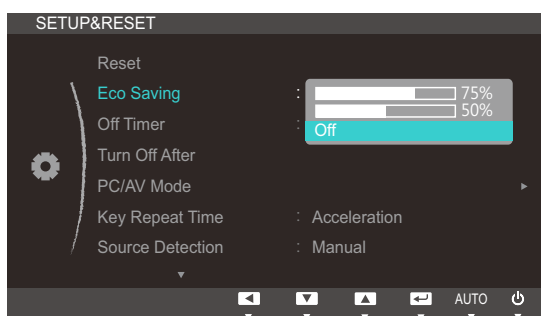 SETUP&RESET
Reset
Eco Saving : 75%
50%
Off Timer : Off
Turn Off After
PC/AV Mode
Key Repeat Time : Acceleration
Source Detection : Manual
AUTO